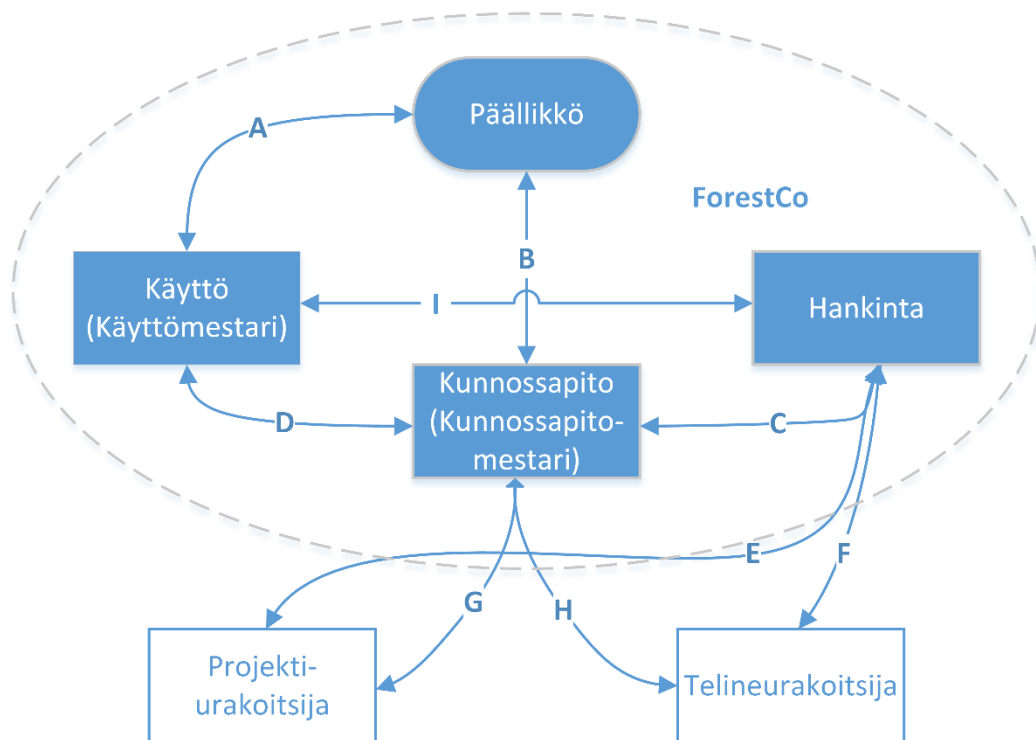 Päällikkö
A
ForestCo
B
Käyttö
(Käyttömestari)
I
Hankinta
Kunnossapito
(Kunnossapito-
mestari)
D
C
E
F
G
H
Projekti-
urakoitsija
Telineurakoitsija